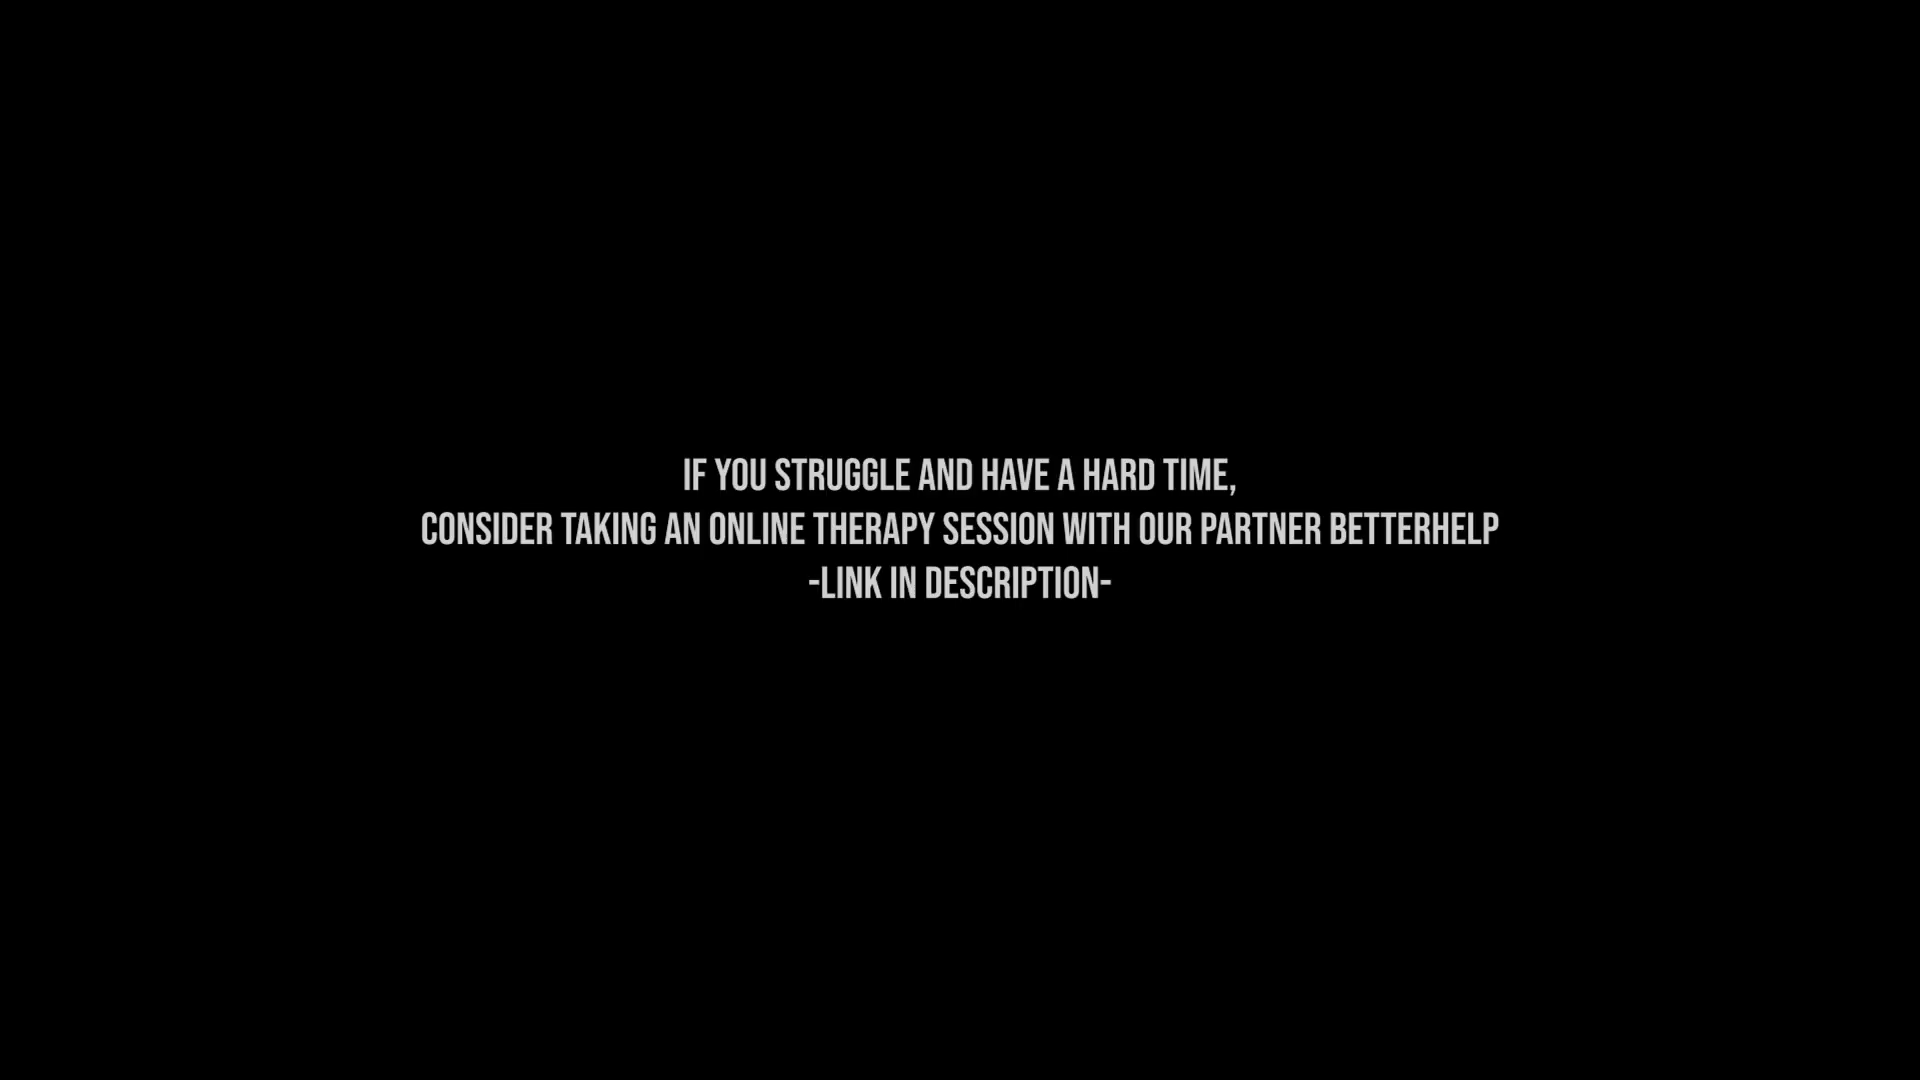 IF YOU STRUGGLE AND HAVE A HARD TIME,
CONSIDER TAKING AN ONLINE THERAPY SESSION WITH OUR PARTNER BETTERHELP
-LINK IN DESCRIPTION-